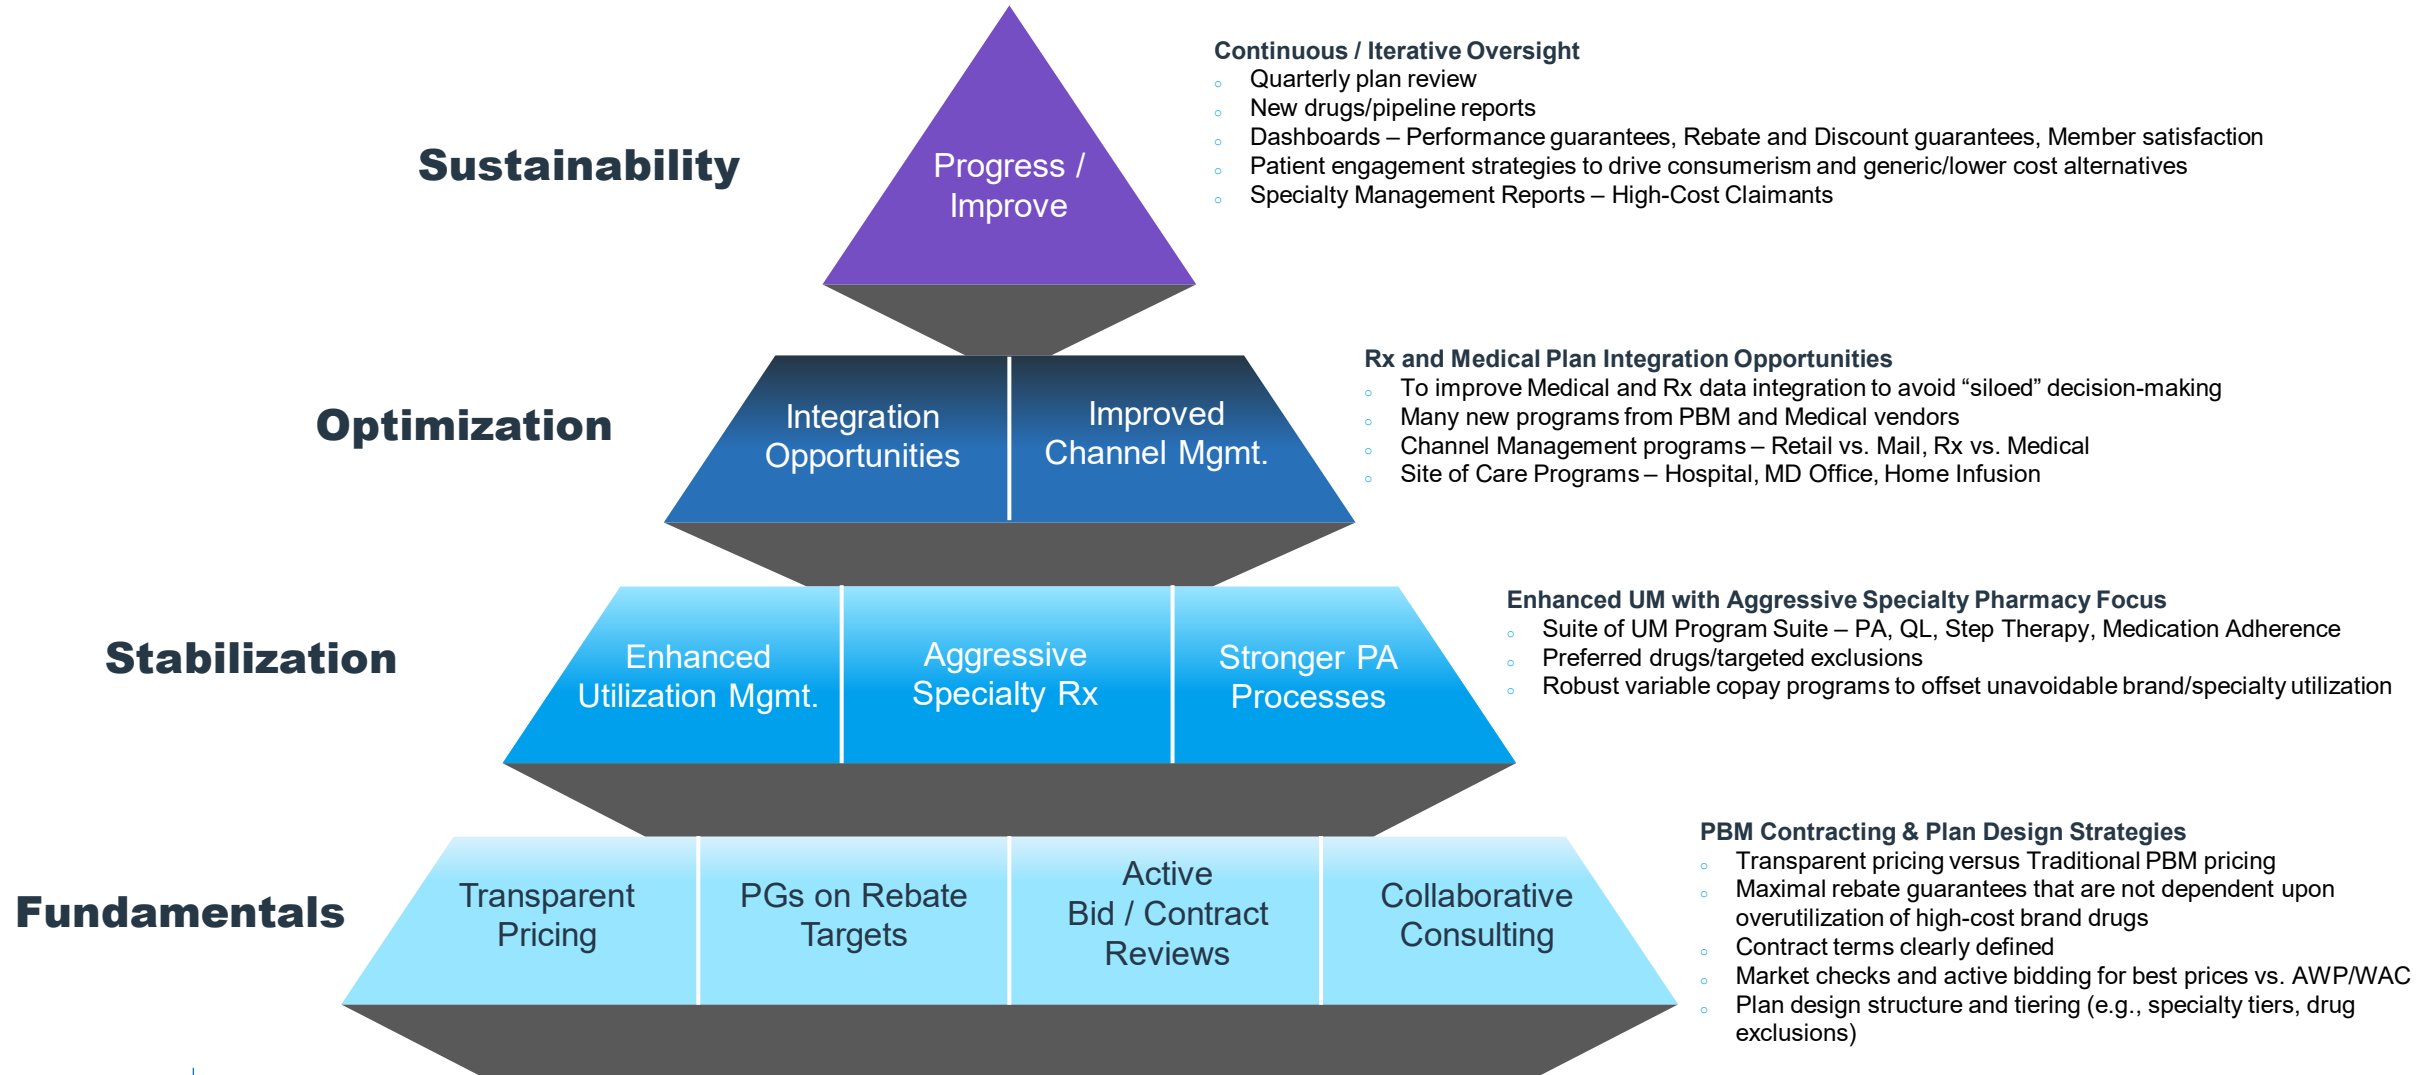 Sustainability
Progress /
Improve
Continuous / Iterative Oversight
Quarterly plan review
New drugs/pipeline reports
Dashboards – Performance guarantees, Rebate and Discount guarantees, Member satisfaction
Patient engagement strategies to drive consumerism and generic/lower cost alternatives
Specialty Management Reports – High-Cost Claimants
Optimization
Integration
Opportunities
Improved
Channel Mgmt.
Rx and Medical Plan Integration Opportunities
To improve Medical and Rx data integration to avoid “siloed” decision-making
Many new programs from PBM and Medical vendors
Channel Management programs – Retail vs. Mail, Rx vs. Medical
Site of Care Programs – Hospital, MD Office, Home Infusion
Stabilization
Enhanced
Utilization Mgmt.
Aggressive
Specialty Rx
Stronger PA
Processes
Enhanced UM with Aggressive Specialty Pharmacy Focus
Suite of UM Program Suite – PA, QL, Step Therapy, Medication Adherence
Preferred drugs/targeted exclusions
Robust variable copay programs to offset unavoidable brand/specialty utilization
Fundamentals
Transparent
Pricing
PGs on Rebate
Targets
Active
Bid / Contract
Reviews
Collaborative
Consulting
PBM Contracting & Plan Design Strategies
Transparent pricing versus Traditional PBM pricing
Maximal rebate guarantees that are not dependent upon
overutilization of high-cost brand drugs
Contract terms clearly defined
Market checks and active bidding for best prices vs. AWP/WAC
Plan design structure and tiering (e.g., specialty tiers, drug
exclusions)